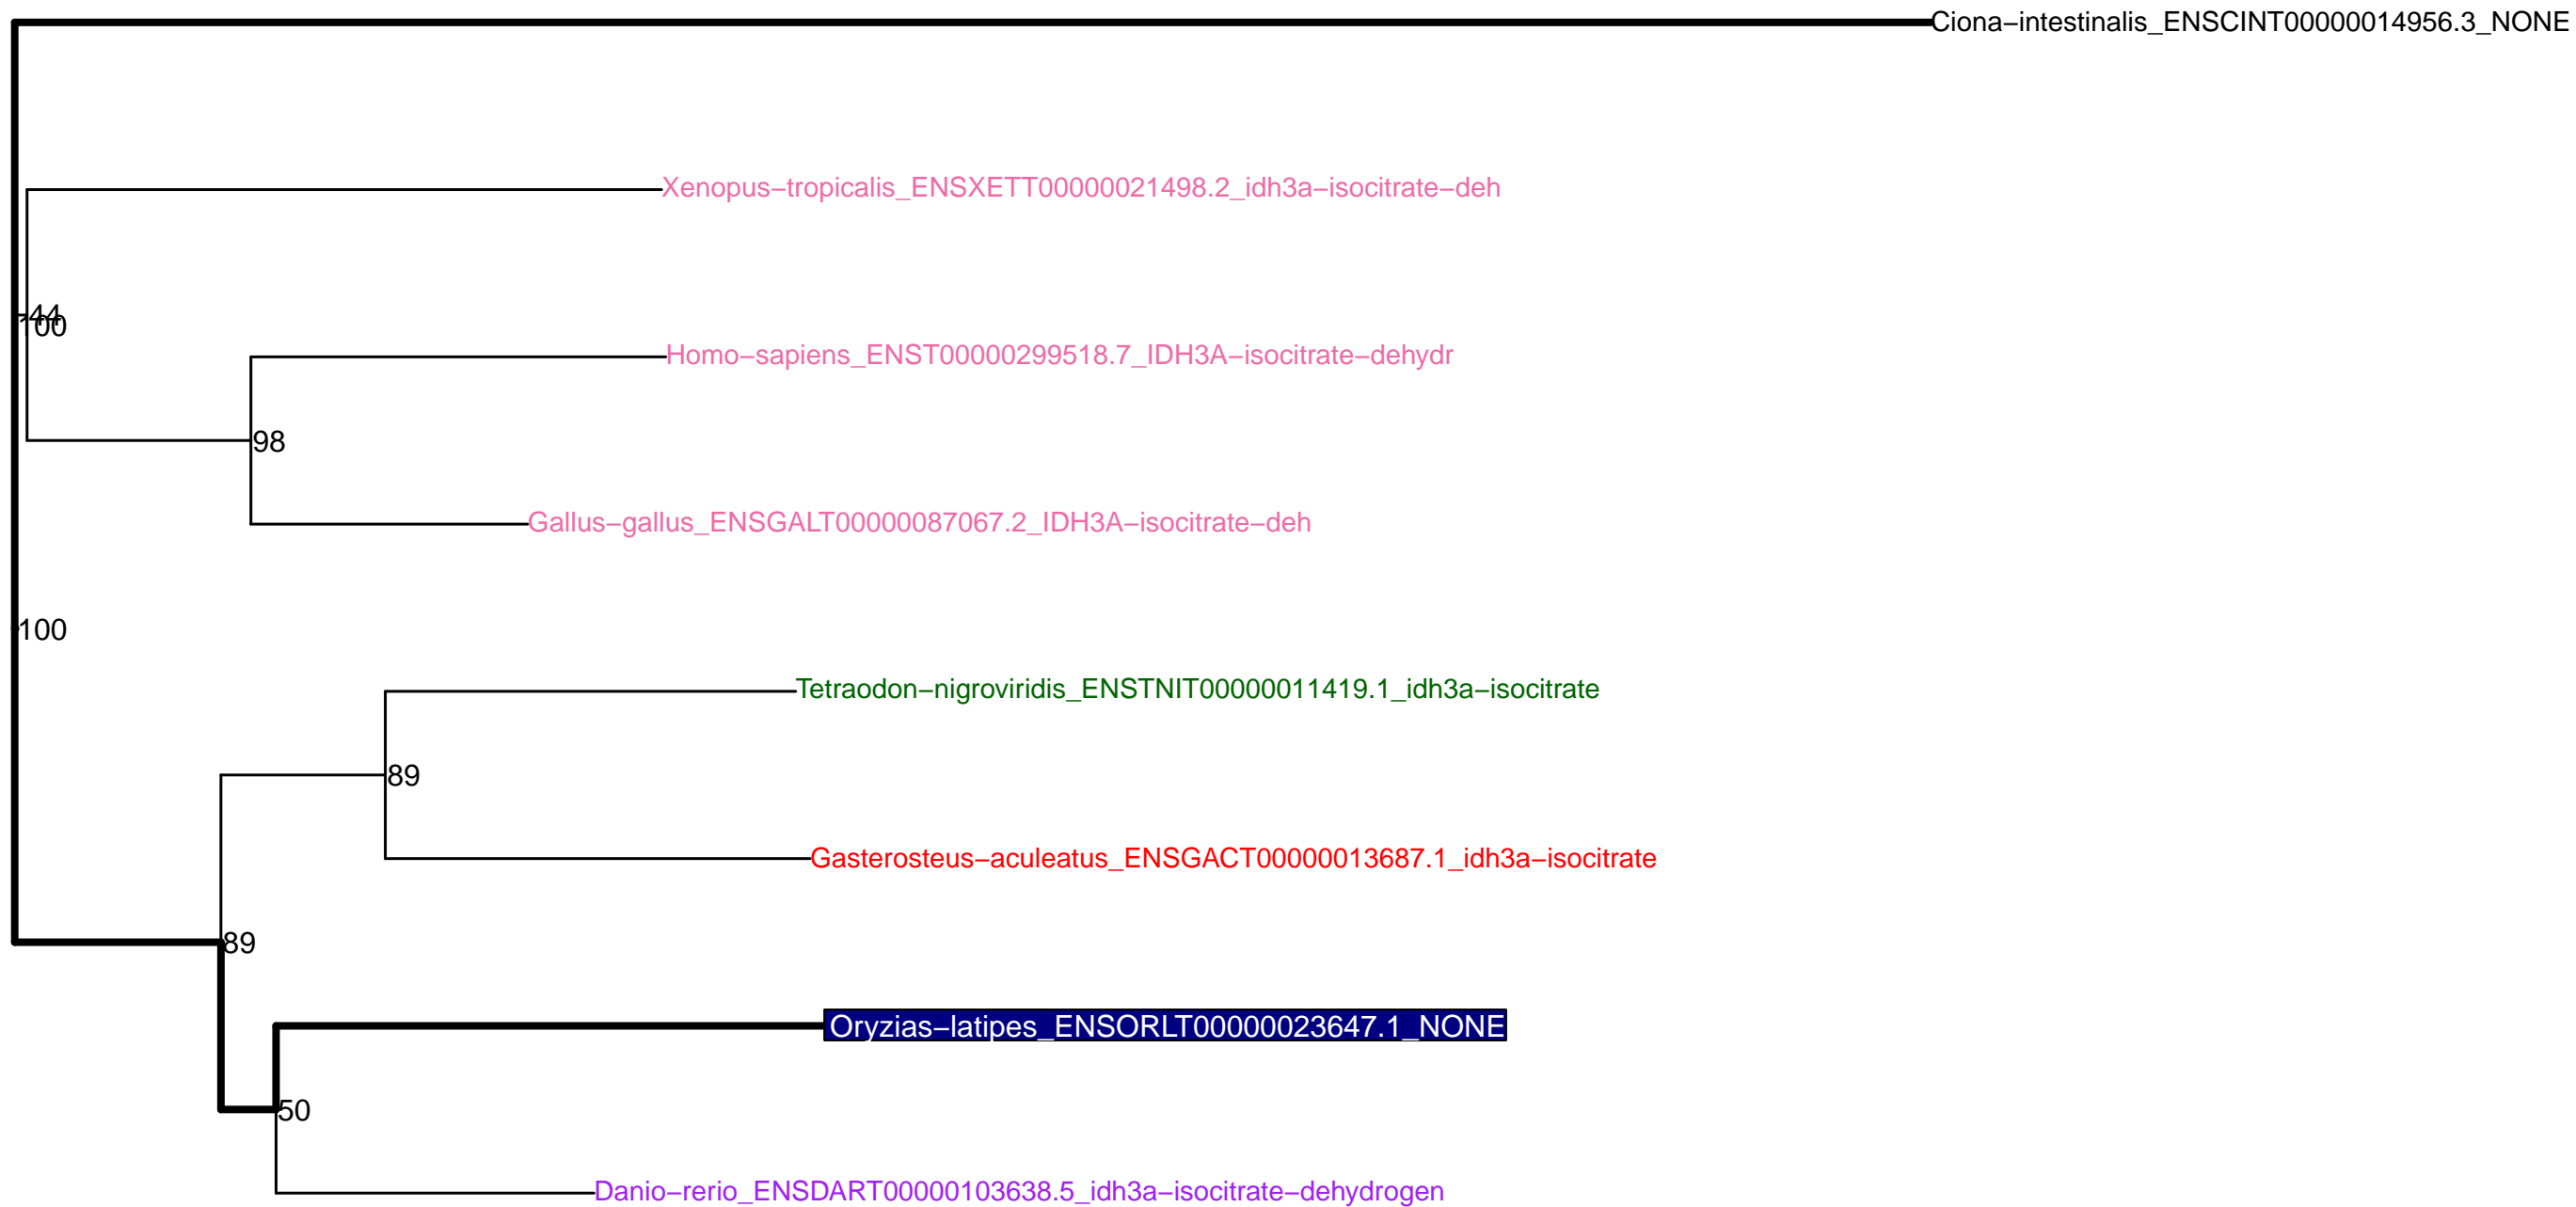 Ciona−intestinalis_ENSCINT00000014956.3_NONE
Xenopus−tropicalis_ENSXETT00000021498.2_idh3a−isocitrate−deh
44
100
Homo−sapiens_ENST00000299518.7_IDH3A−isocitrate−dehydr
98
Gallus−gallus_ENSGALT00000087067.2_IDH3A−isocitrate−deh
100
Tetraodon−nigroviridis_ENSTNIT00000011419.1_idh3a−isocitrate
89
Gasterosteus−aculeatus_ENSGACT00000013687.1_idh3a−isocitrate
89
Oryzias−latipes_ENSORLT00000023647.1_NONE
50
Danio−rerio_ENSDART00000103638.5_idh3a−isocitrate−dehydrogen